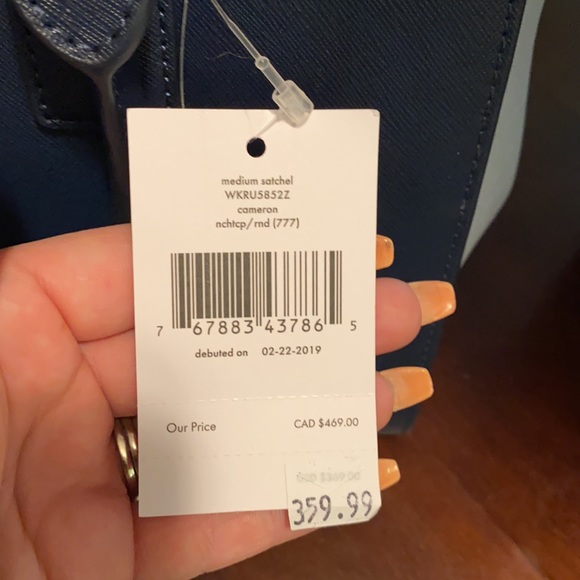 medium satchel
WKRU5852Z
cameron
nchtcp/rnd (777)
7 67883 43786 5
debuted on 02-22-2019
Our Price CAD $469.00
359.99